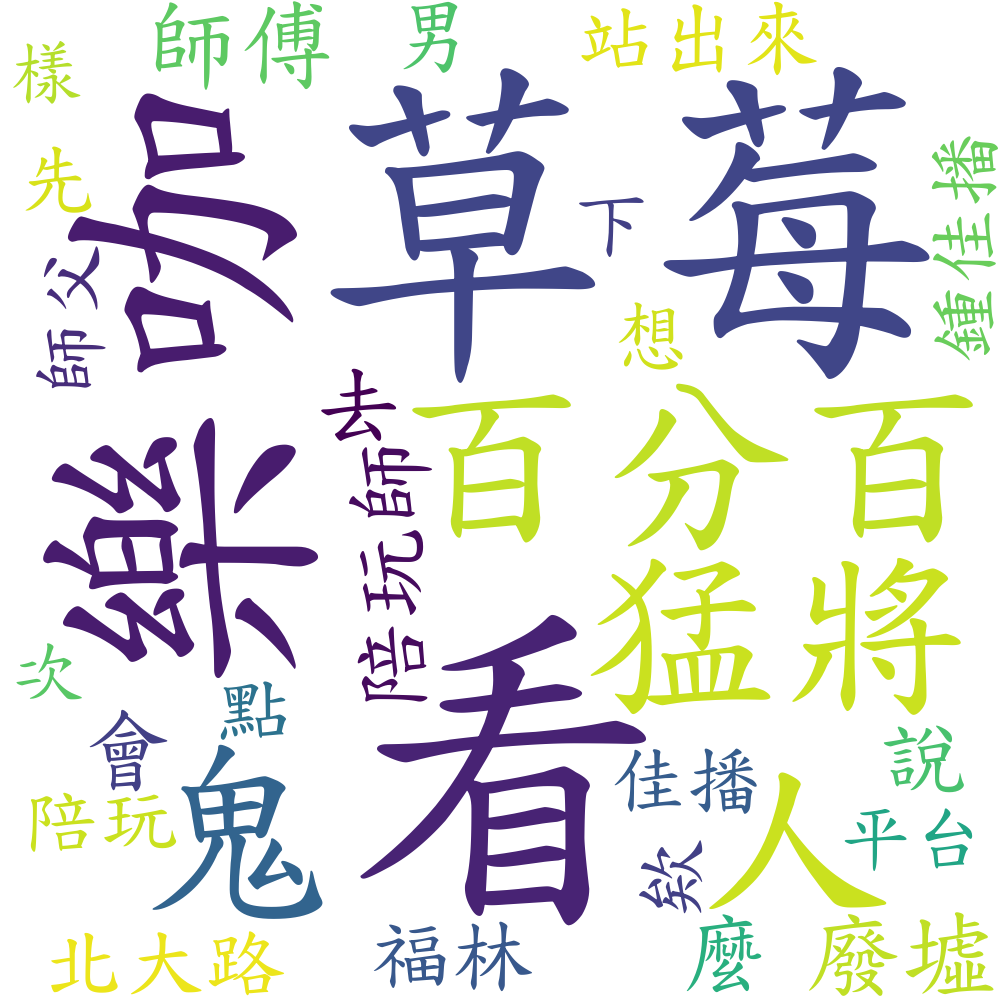 樣
師傅
男
站出來
先
咖樂
草莓
下
鍾佳播
師父
想
陪玩師
去
百分百
猛將
看
次
會
點
鬼
陪玩
佳播
人
說
平台
欸
北大路
福林
麼
廢墟